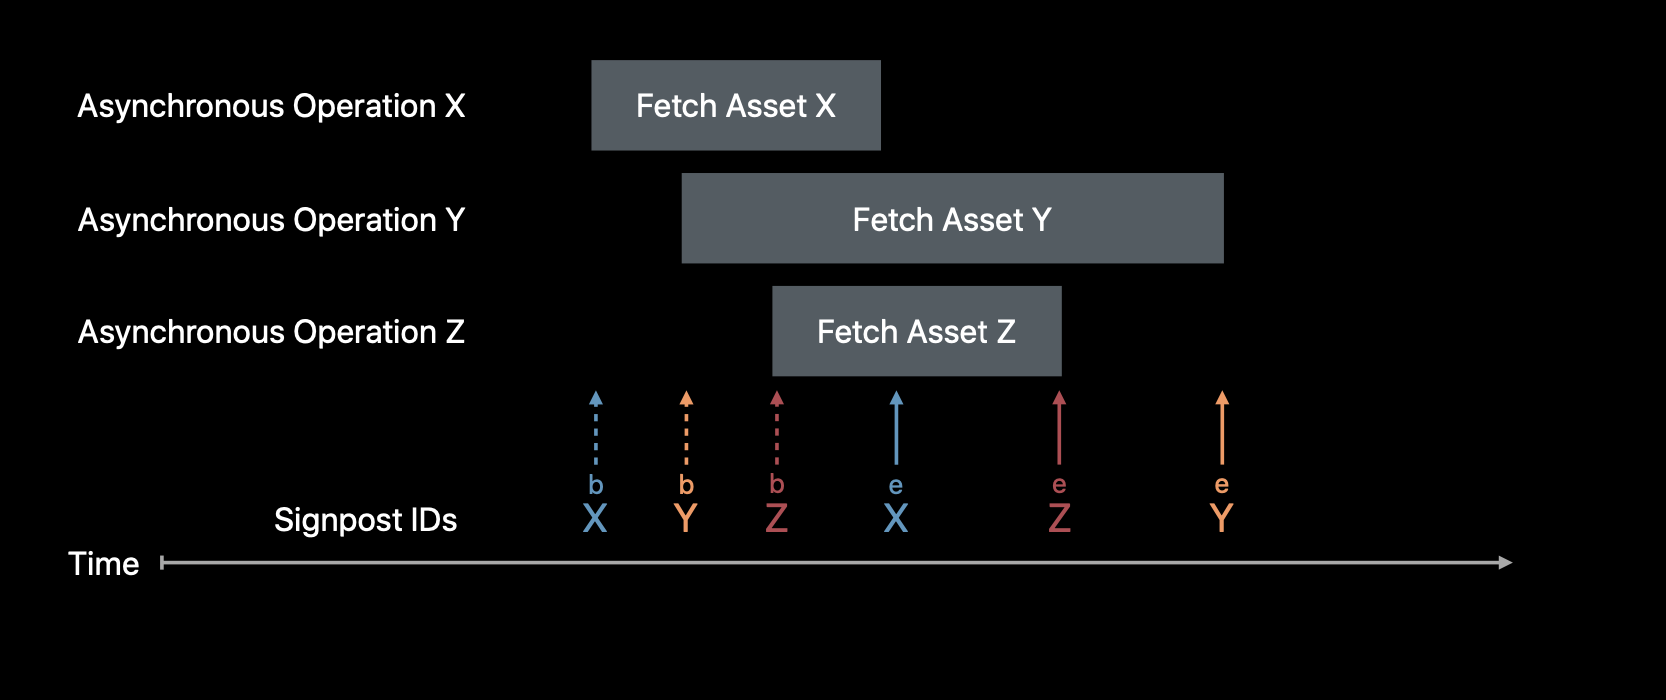 Asynchronous Operation X
Fetch Asset X
Asynchronous Operation Y
Fetch Asset Y
Asynchronous Operation Z
Fetch Asset Z
b b b e e e
Signpost IDs X Y Z X Z Y
Time